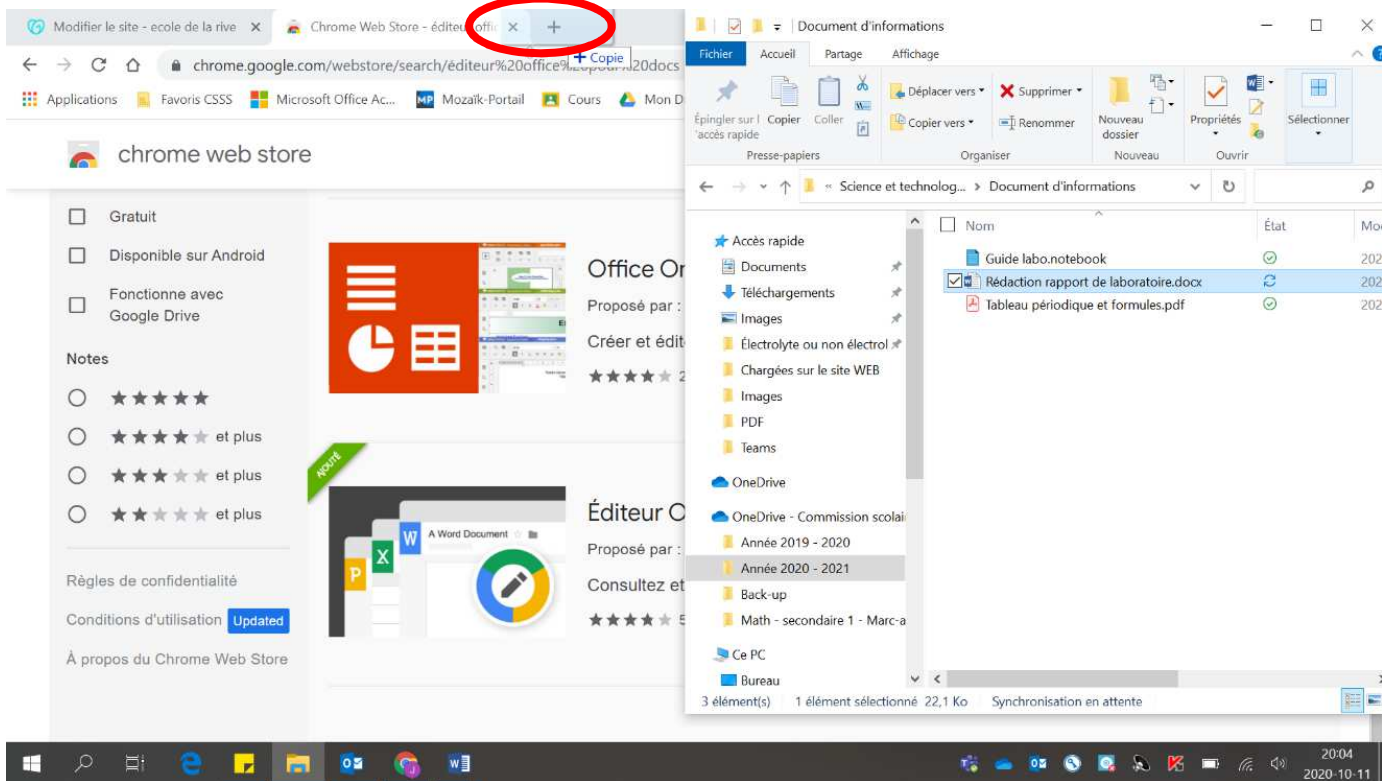 Modifier le site - ecole de la rive
Chrome Web Store - éditeur offic
+ Copie
chrome.google.com/webstore/search/éditeur%20office%20pour%20docs
Applications
Favoris CSSS
Microsoft Office Ac...
MP Mozaïk-Portail
Cours
Mon D
chrome web store
Gratuit
Disponible sur Android
Fonctionne avec
Google Drive
Notes
et plus
et plus
et plus
Règles de confidentialité
Conditions d'utilisation Updated
À propos du Chrome Web Store
Office Or
Proposé par :
Créer et édit
AJOUTÉ
A Word Document
W
X
P
Éditeur O
Proposé par :
Consultez et
Document d'informations
Fichier
Accueil
Partage
Affichage
Épingler sur l
'accès rapide
Copier
Coller
Presse-papiers
Déplacer vers
Copier vers
Supprimer
Renommer
Organiser
Nouveau
dossier
Nouveau
Propriétés
Ouvrir
Sélectionner
« Science et technolog... > Document d'informations
Nom
État
Mod
Guide labo.notebook
202
Rédaction rapport de laboratoire.docx
202
Tableau périodique et formules.pdf
202
Accès rapide
Documents
Téléchargements
Images
Électrolyte ou non électrol
Chargées sur le site WEB
Images
PDF
Teams
OneDrive
OneDrive - Commission scolai
Année 2019 - 2020
Année 2020 - 2021
Back-up
Math - secondaire 1 - Marc-a
Ce PC
Bureau
3 élément(s)
1 élément sélectionné 22,1 Ko
Synchronisation en attente
20:04
2020-10-11